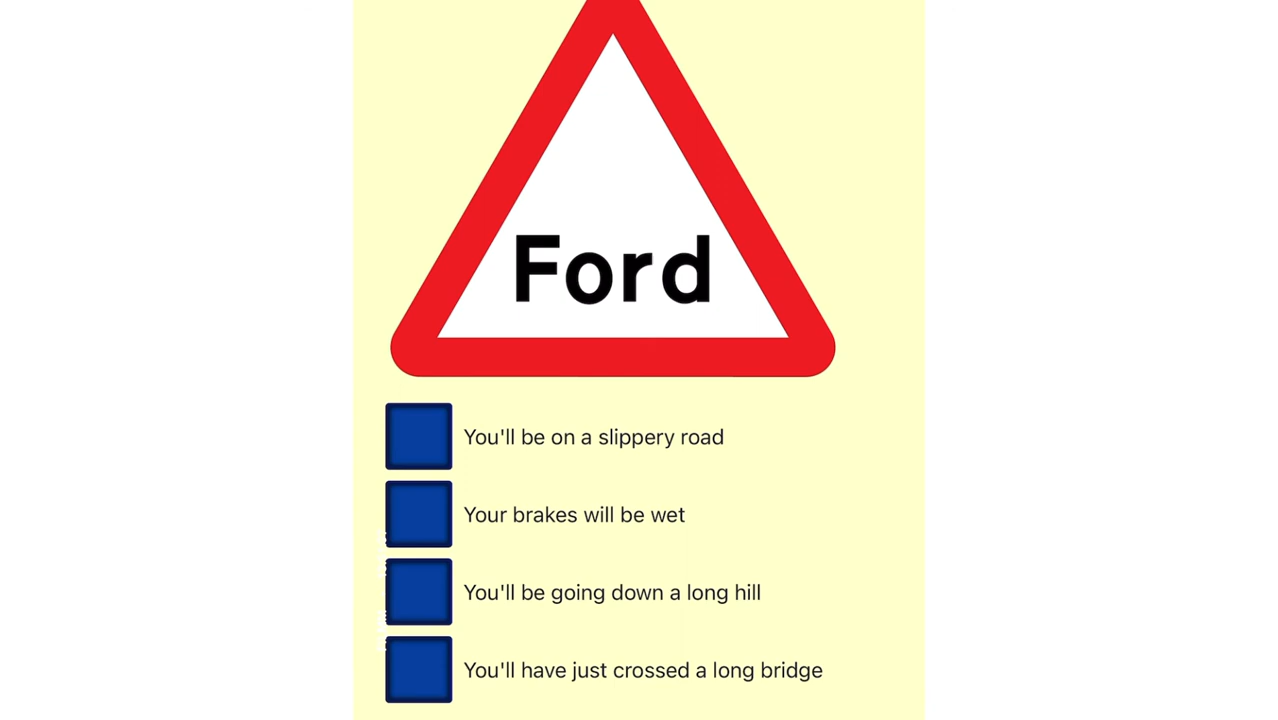 Ford
You'll be on a slippery road
Your brakes will be wet
You'll be going down a long hill
You'll have just crossed a long bridge